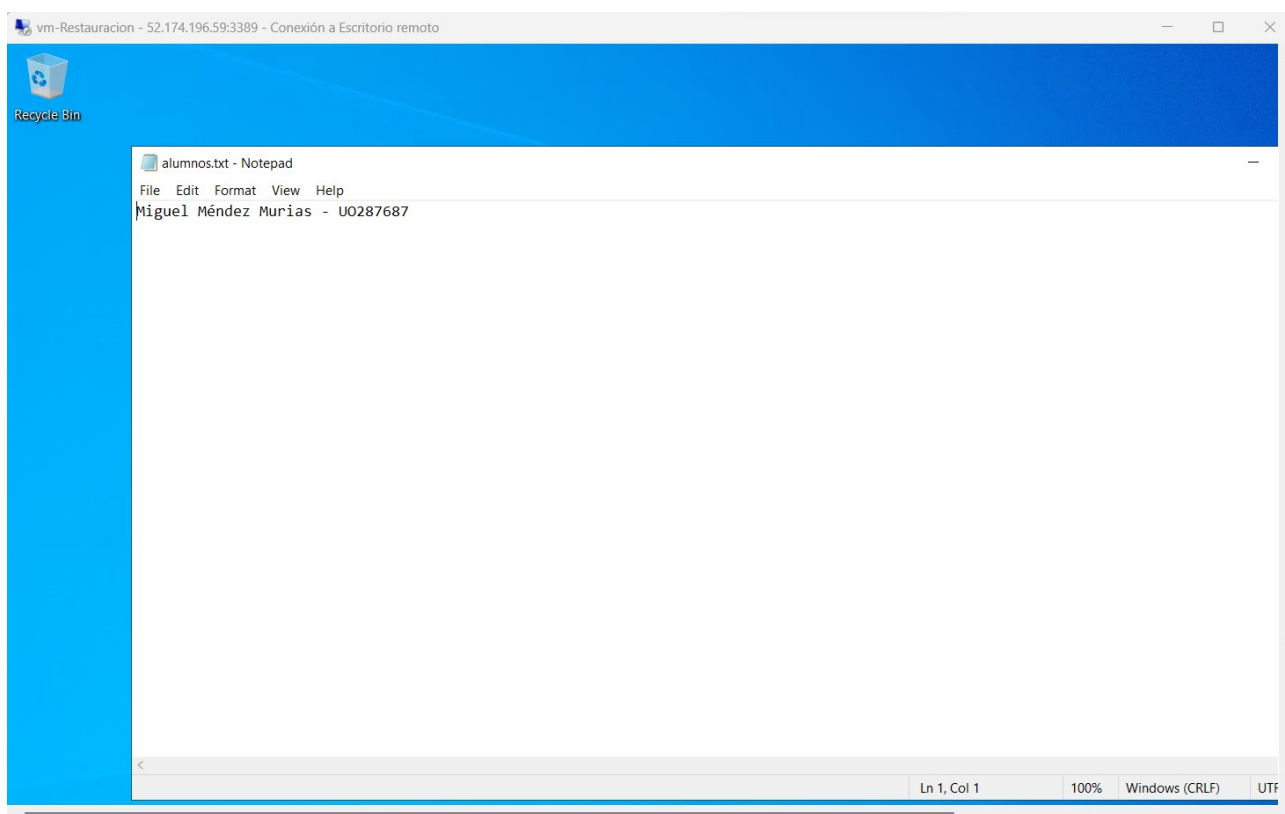 vm-Restauracion - 52.174.196.59:3389 - Conexión a Escritorio remoto
Recycle Bin
alumnos.txt - Notepad
File Edit Format View Help
Miguel Méndez Murias - UO287687
Ln 1, Col 1 100% Windows (CRLF) UTF